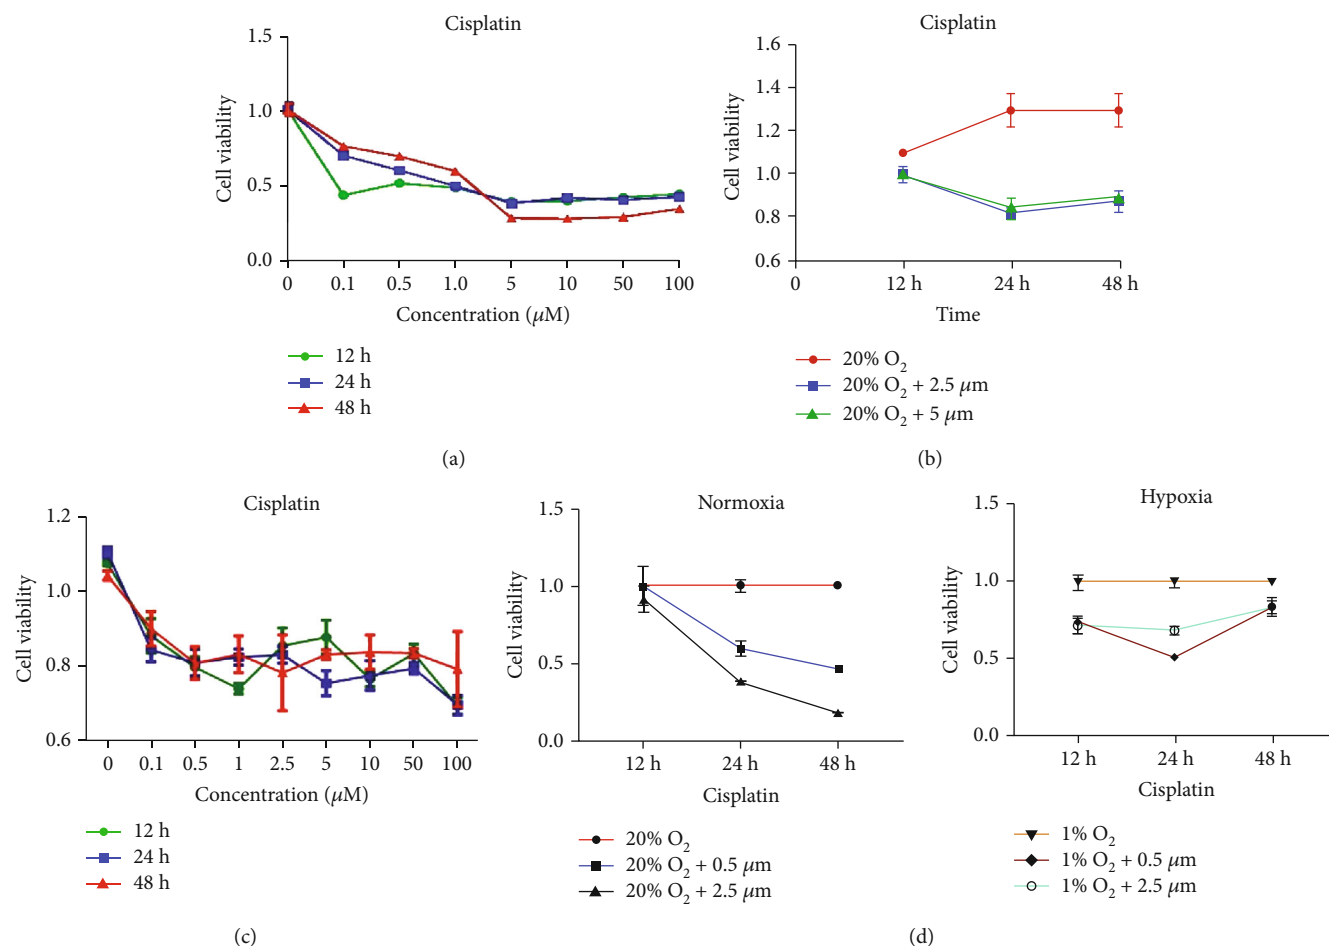 Cisplatin
1.5
1.0
0.5
0.0
Cell viability
0 0.1 0.5 1.0 5 10 50 100
Concentration (μM)
12 h
24 h
48 h
(a)
Cisplatin
1.6
1.4
1.2
1.0
0.8
0.6
Cell viability
0 12 h 24 h 48 h
Time
20% O2
20% O2 + 2.5 μm
20% O2 + 5 μm
(b)
Cisplatin
1.2
1.0
0.8
0.6
Cell viability
0 0.1 0.5 1 2.5 5 10 50 100
Concentration (μM)
12 h
24 h
48 h
(c)
Normoxia
1.5
1.0
0.5
0.0
Cell viability
12 h 24 h 48 h
Cisplatin
20% O2
20% O2 + 0.5 μm
20% O2 + 2.5 μm
Hypoxia
1.5
1.0
0.5
0.0
Cell viability
12 h 24 h 48 h
Cisplatin
1% O2
1% O2 + 0.5 μm
1% O2 + 2.5 μm
(d)